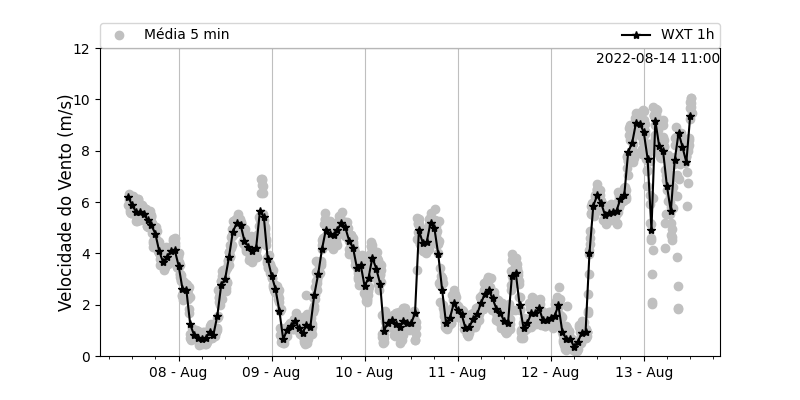 Média 5 min WXT 1h
2022-08-14 11:00
Velocidade do Vento (m/s)
12
10
8
6
4
2
0
08 - Aug 09 - Aug 10 - Aug 11 - Aug 12 - Aug 13 - Aug